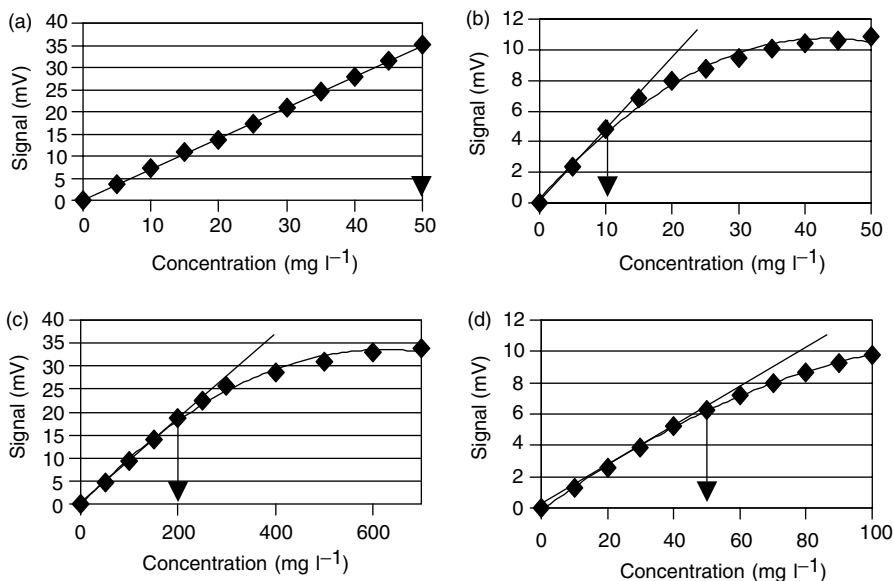 (a)
Signal (mV)
40
35
30
25
20
15
10
5
0
0 10 20 30 40 50
Concentration (mg l⁻¹)
(b)
Signal (mV)
12
10
8
6
4
2
0
0 10 20 30 40 50
Concentration (mg l⁻¹)
(c)
Signal (mV)
40
35
30
25
20
15
10
5
0
0 200 400 600
Concentration (mg l⁻¹)
(d)
Signal (mV)
12
10
8
6
4
2
0
0 20 40 60 80 100
Concentration (mg l⁻¹)